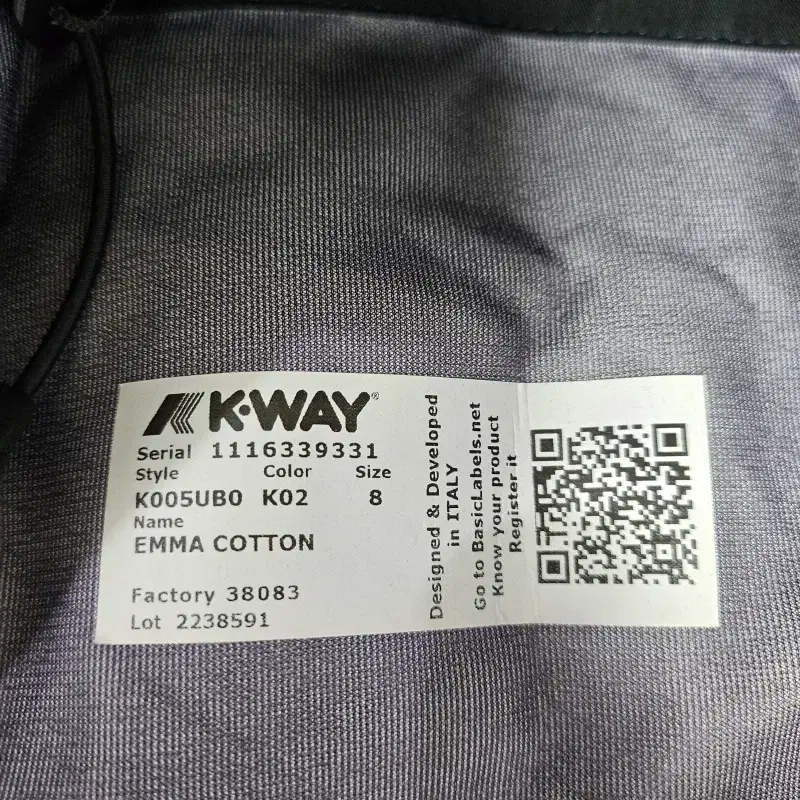 K·WAY®
Serial 1116339331
Style Color Size
K005UB0 K02 8
Name
EMMA COTTON
Factory 38083
Lot 2238591
Designed & Developed
in ITALY
Go to BasicLabels.net
Know your product
Register it